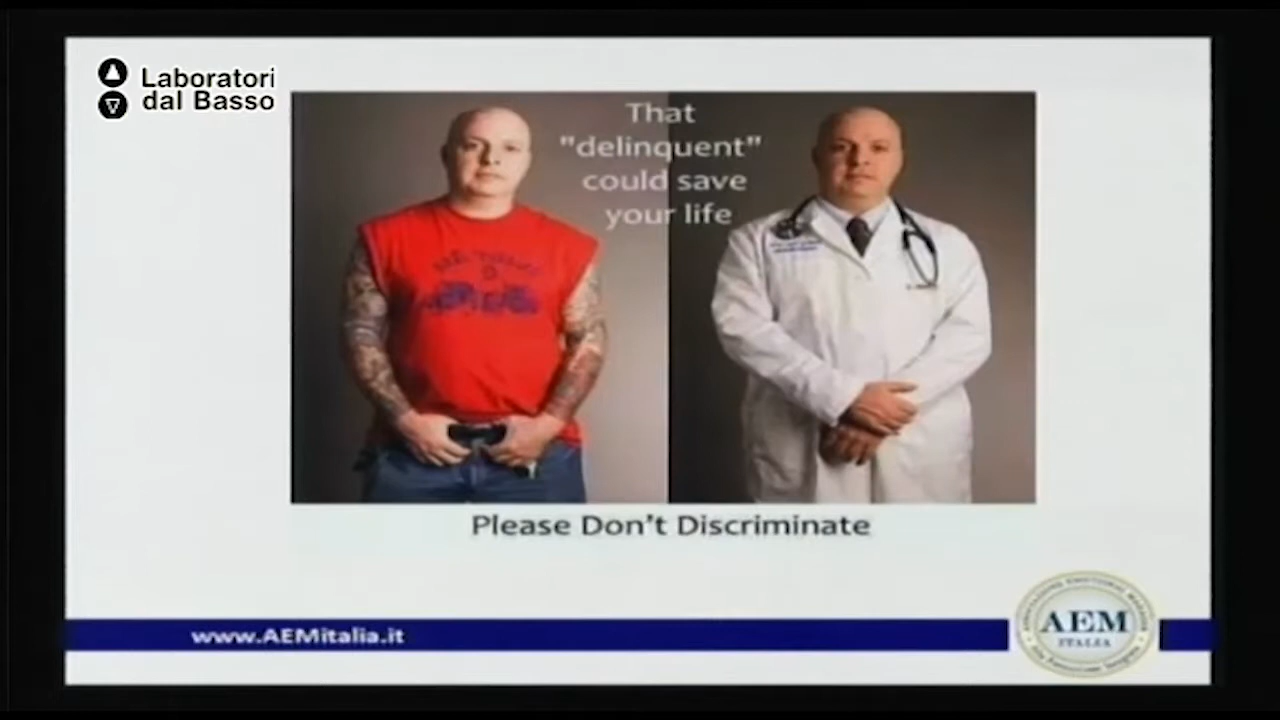 Laboratori
dal Basso
That
"delinquent"
could save
your life
Please Don't Discriminate
www.AEMitalia.it
AEM
ITALIA